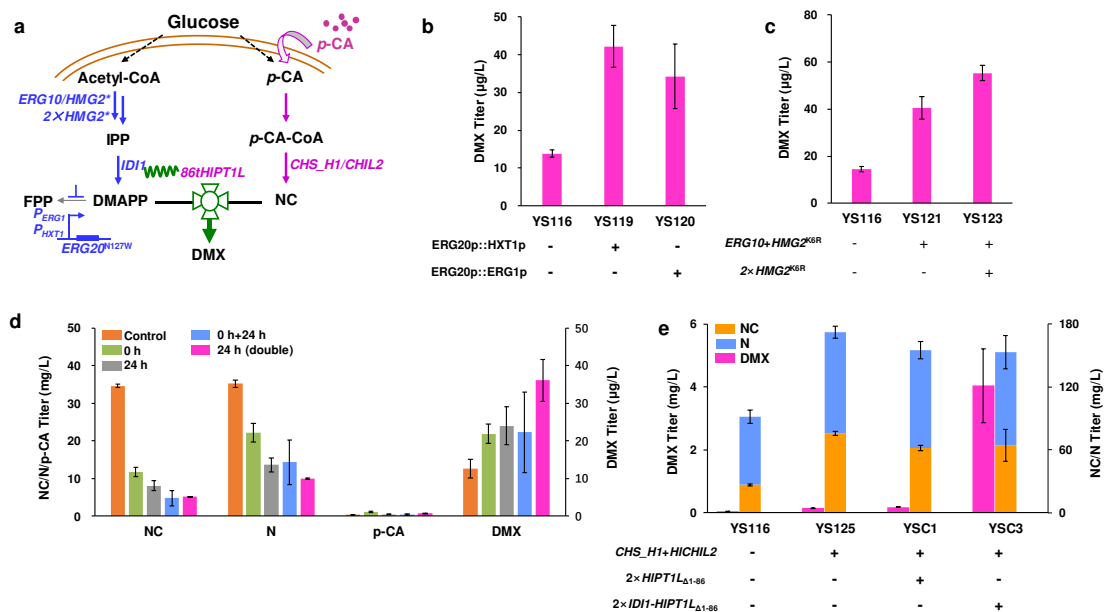 a
Glucose
p-CA
Acetyl-CoA
p-CA
ERG10/HMG2*
2×HMG2*
IPP
p-CA-CoA
IDI1
86tHIPT1L
CHS_H1/CHIL2
FPP
DMAPP
NC
PERG1
PHXT1
ERG20N127W
DMX
b
DMX Titer (µg/L)
50
40
30
20
10
0
YS116 YS119 YS120
ERG20p::HXT1p - + -
ERG20p::ERG1p - - +
c
DMX Titer (µg/L)
80
60
40
20
0
YS116 YS121 YS123
ERG10+HMG2K6R - + +
2×HMG2K6R - - +
d
NC/N/p-CA Titer (mg/L)
50
40
30
20
10
0
Control
0 h
24 h
0 h+24 h
24 h (double)
NC N p-CA DMX
50
40
30
20
10
0
DMX Titer (µg/L)
e
DMX Titer (mg/L)
6
4
2
0
NC
N
DMX
YS116 YS125 YSC1 YSC3
180
120
60
0
NC/N Titer (mg/L)
CHS_H1+HICHIL2 - + + +
2×HIPT1LΔ1-86 - - + -
2×IDI1-HIPT1LΔ1-86 - - - +